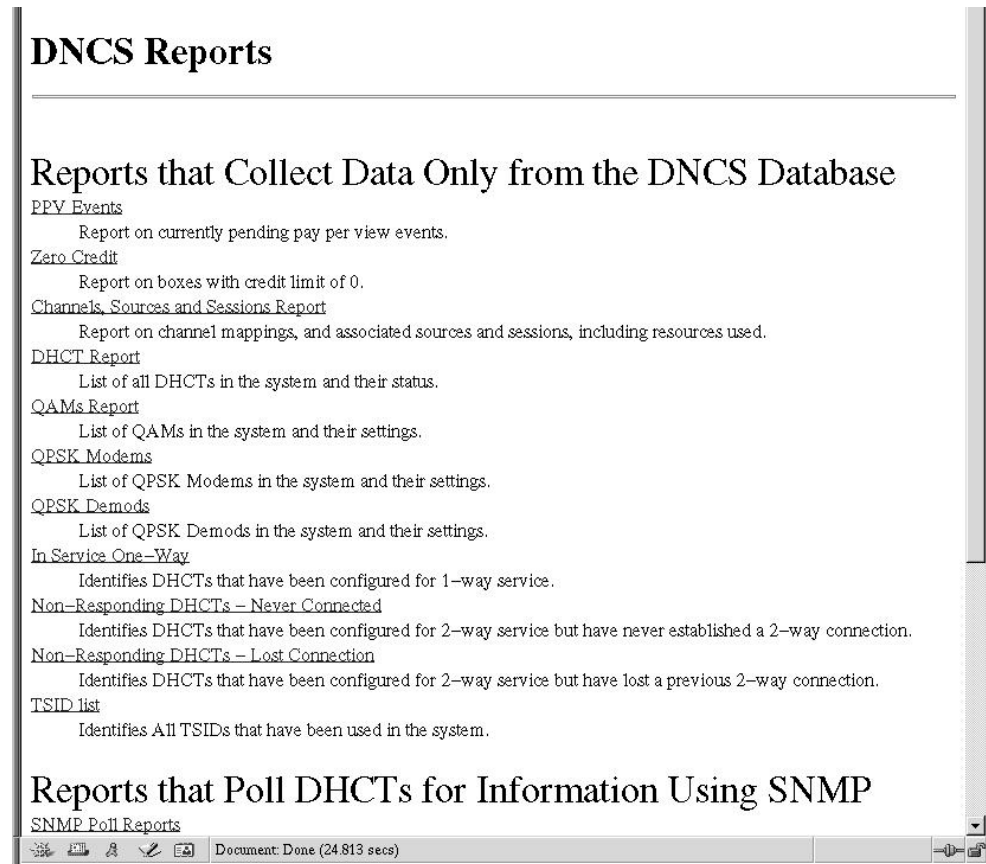 DNCS Reports
Reports that Collect Data Only from the DNCS Database
PPV Events
Report on currently pending pay per view events.
Zero Credit
Report on boxes with credit limit of 0.
Channels, Sources and Sessions Report
Report on channel mappings, and associated sources and sessions, including resources used.
DHCT Report
List of all DHCTs in the system and their status.
QAMs Report
List of QAMs in the system and their settings.
QPSK Modems
List of QPSK Modems in the system and their settings.
QPSK Demods
List of QPSK Demods in the system and their settings.
In Service One-Way
Identifies DHCTs that have been configured for 1-way service.
Non-Responding DHCTs - Never Connected
Identifies DHCTs that have been configured for 2-way service but have never established a 2-way connection.
Non-Responding DHCTs - Lost Connection
Identifies DHCTs that have been configured for 2-way service but have lost a previous 2-way connection.
TSID list
Identifies All TSIDs that have been used in the system.
Reports that Poll DHCTs for Information Using SNMP
SNMP Poll Reports
Document: Done (24.813 secs)